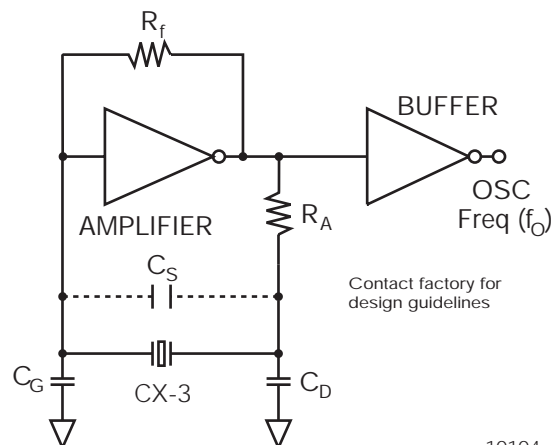 Rf
BUFFER
AMPLIFIER
RA
OSC
Freq (fO)
CS
Contact factory for
design guidelines
CG
CX-3
CD